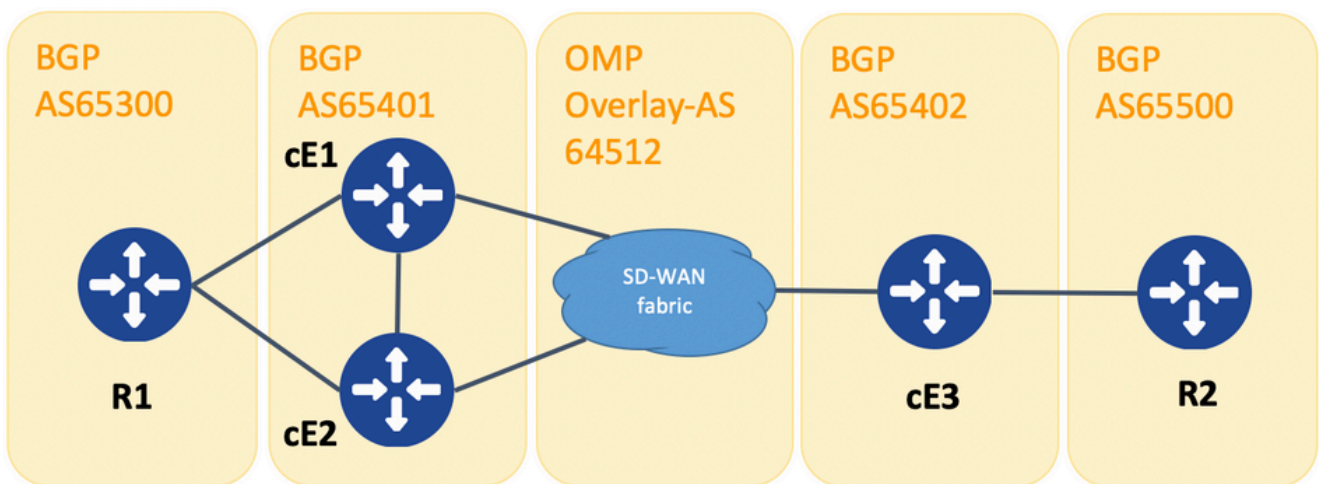 BGP
AS65300
BGP
AS65401
OMP
Overlay-AS
64512
BGP
AS65402
BGP
AS65500
cE1
SD-WAN
fabric
R1
cE2
cE3
R2